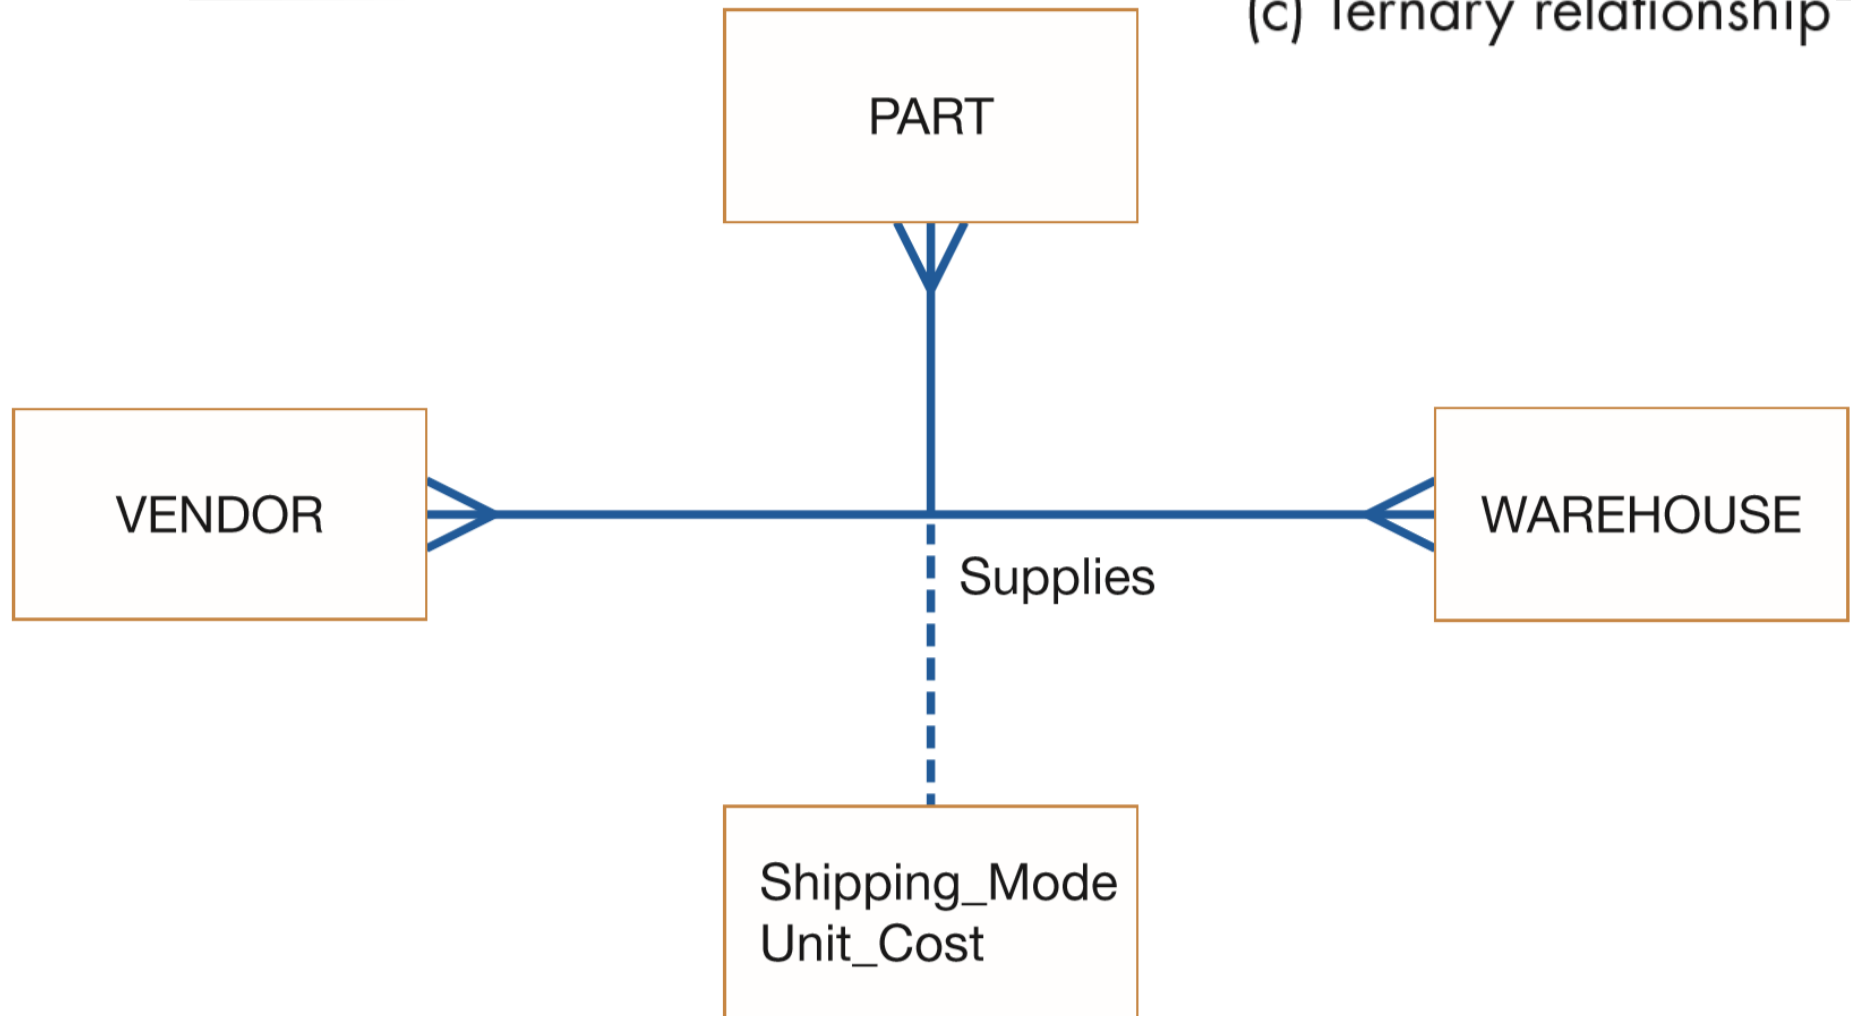 (c) Ternary relationship
PART
VENDOR
WAREHOUSE
Supplies
Shipping_Mode
Unit_Cost